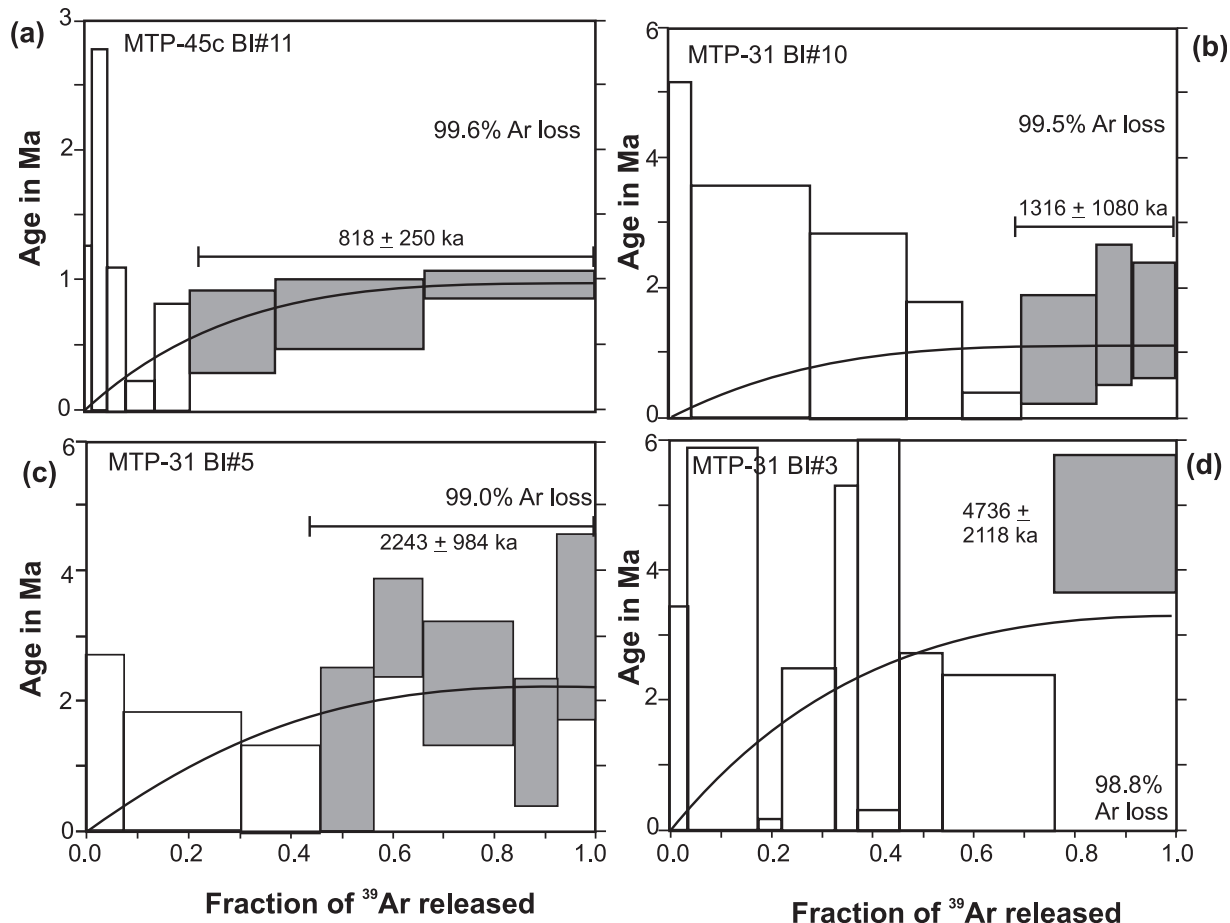 (a)
MTP-45c BI#11
99.6% Ar loss
818 ± 250 ka
Age in Ma
3
2
1
0
(b)
MTP-31 BI#10
99.5% Ar loss
1316 ± 1080 ka
Age in Ma
6
4
2
0
(c)
MTP-31 BI#5
99.0% Ar loss
2243 ± 984 ka
Age in Ma
6
4
2
0
0.0 0.2 0.4 0.6 0.8 1.0
Fraction of ³⁹Ar released
(d)
MTP-31 BI#3
4736 ±
2118 ka
98.8%
Ar loss
Age in Ma
6
4
2
0
0.0 0.2 0.4 0.6 0.8 1.0
Fraction of ³⁹Ar released